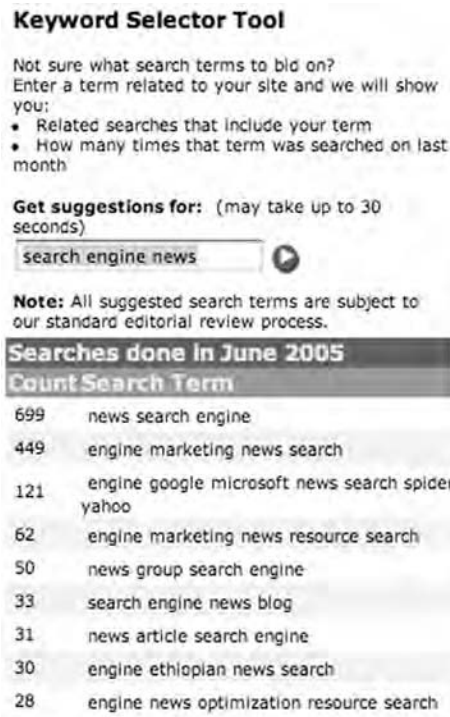 Keyword Selector Tool
Not sure what search terms to bid on?
Enter a term related to your site and we will show
you:
• Related searches that include your term
• How many times that term was searched on last
month
Get suggestions for: (may take up to 30
seconds)
search engine news
Note: All suggested search terms are subject to
our standard editorial review process.
Searches done in June 2005
Count Search Term
699 news search engine
449 engine marketing news search
121 engine google microsoft news search spider
yahoo
62 engine marketing news resource search
50 news group search engine
33 search engine news blog
31 news article search engine
30 engine ethiopian news search
28 engine news optimization resource search